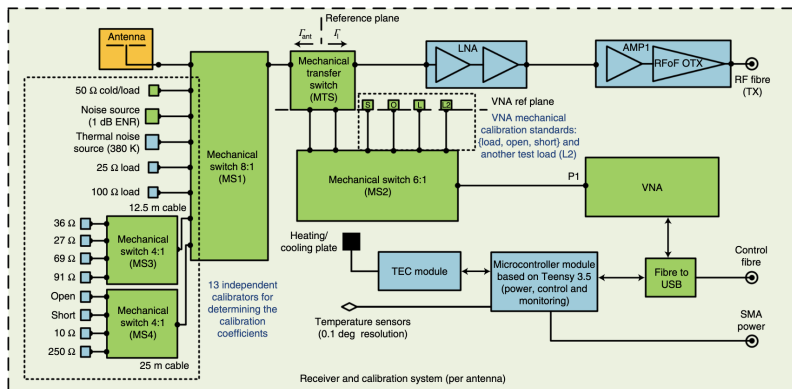 Reference plane
Γant
Γi
Antenna
LNA
AMP1
RFoF OTX
RF fibre
(TX)
Mechanical
transfer
switch
(MTS)
50 Ω cold/load
Noise source
(1 dB ENR)
Thermal noise
source (380 K)
25 Ω load
100 Ω load
Mechanical
switch 8:1
(MS1)
S
O
L
L2
VNA ref plane
VNA mechanical
calibration standards:
{load, open, short} and
another test load (L2)
Mechanical switch 6:1
(MS2)
P1
VNA
12.5 m cable
36 Ω
27 Ω
69 Ω
91 Ω
Mechanical
switch 4:1
(MS3)
Open
Short
10 Ω
250 Ω
Mechanical
switch 4:1
(MS4)
25 m cable
13 independent
calibrators for
determining the
calibration
coefficients
Heating/
cooling plate
TEC module
Microcontroller module
based on Teensy 3.5
(power, control and
monitoring)
Fibre to
USB
Control
fibre
Temperature sensors
(0.1 deg resolution)
SMA
power
Receiver and calibration system (per antenna)